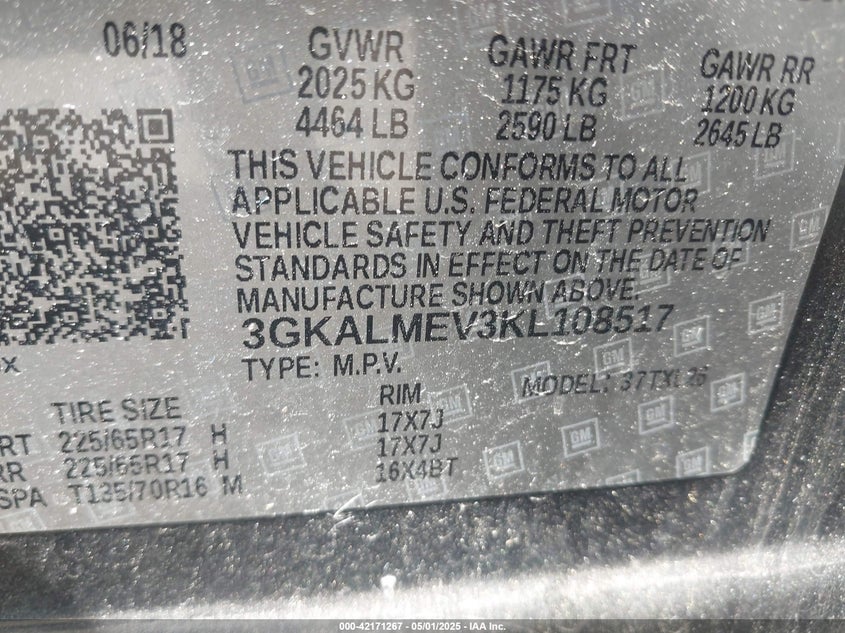 06/18
GVWR
2025 KG
4464 LB
GAWR FRT
1175 KG
2590 LB
GAWR RR
1200 KG
2645 LB
THIS VEHICLE CONFORMS TO ALL
APPLICABLE U.S. FEDERAL MOTOR
VEHICLE SAFETY AND THEFT PREVENTION
STANDARDS IN EFFECT ON THE DATE OF
MANUFACTURE SHOWN ABOVE.
3GKALMEV3KL108517
TYPE: M.P.V.
MODEL: 37TXL26
TIRE SIZE RIM
RT 225/65R17 H 17X7J
RR 225/65R17 H 17X7J
SPA T135/70R16 M 16X4BT
GM
000-42171267 - 05/01/2025 - IAA Inc.